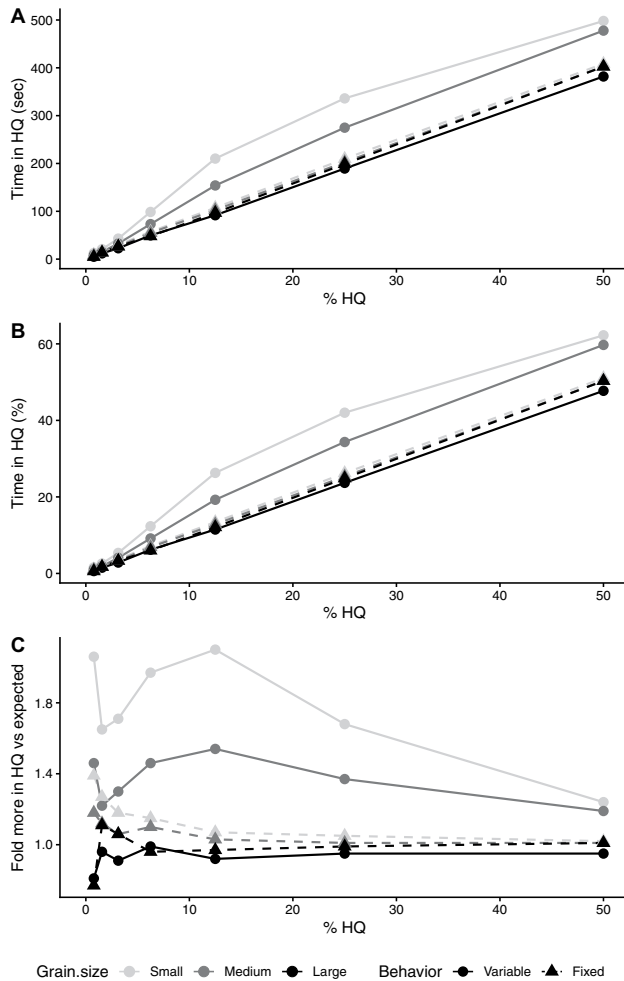 A
Time in HQ (sec)
500
400
300
200
100
0
0 10 20 30 40 50
% HQ
B
Time in HQ (%)
60
40
20
0
0 10 20 30 40 50
% HQ
C
Fold more in HQ vs expected
1.8
1.4
1.0
0 10 20 30 40 50
% HQ
Grain.size Small Medium Large Behavior Variable Fixed